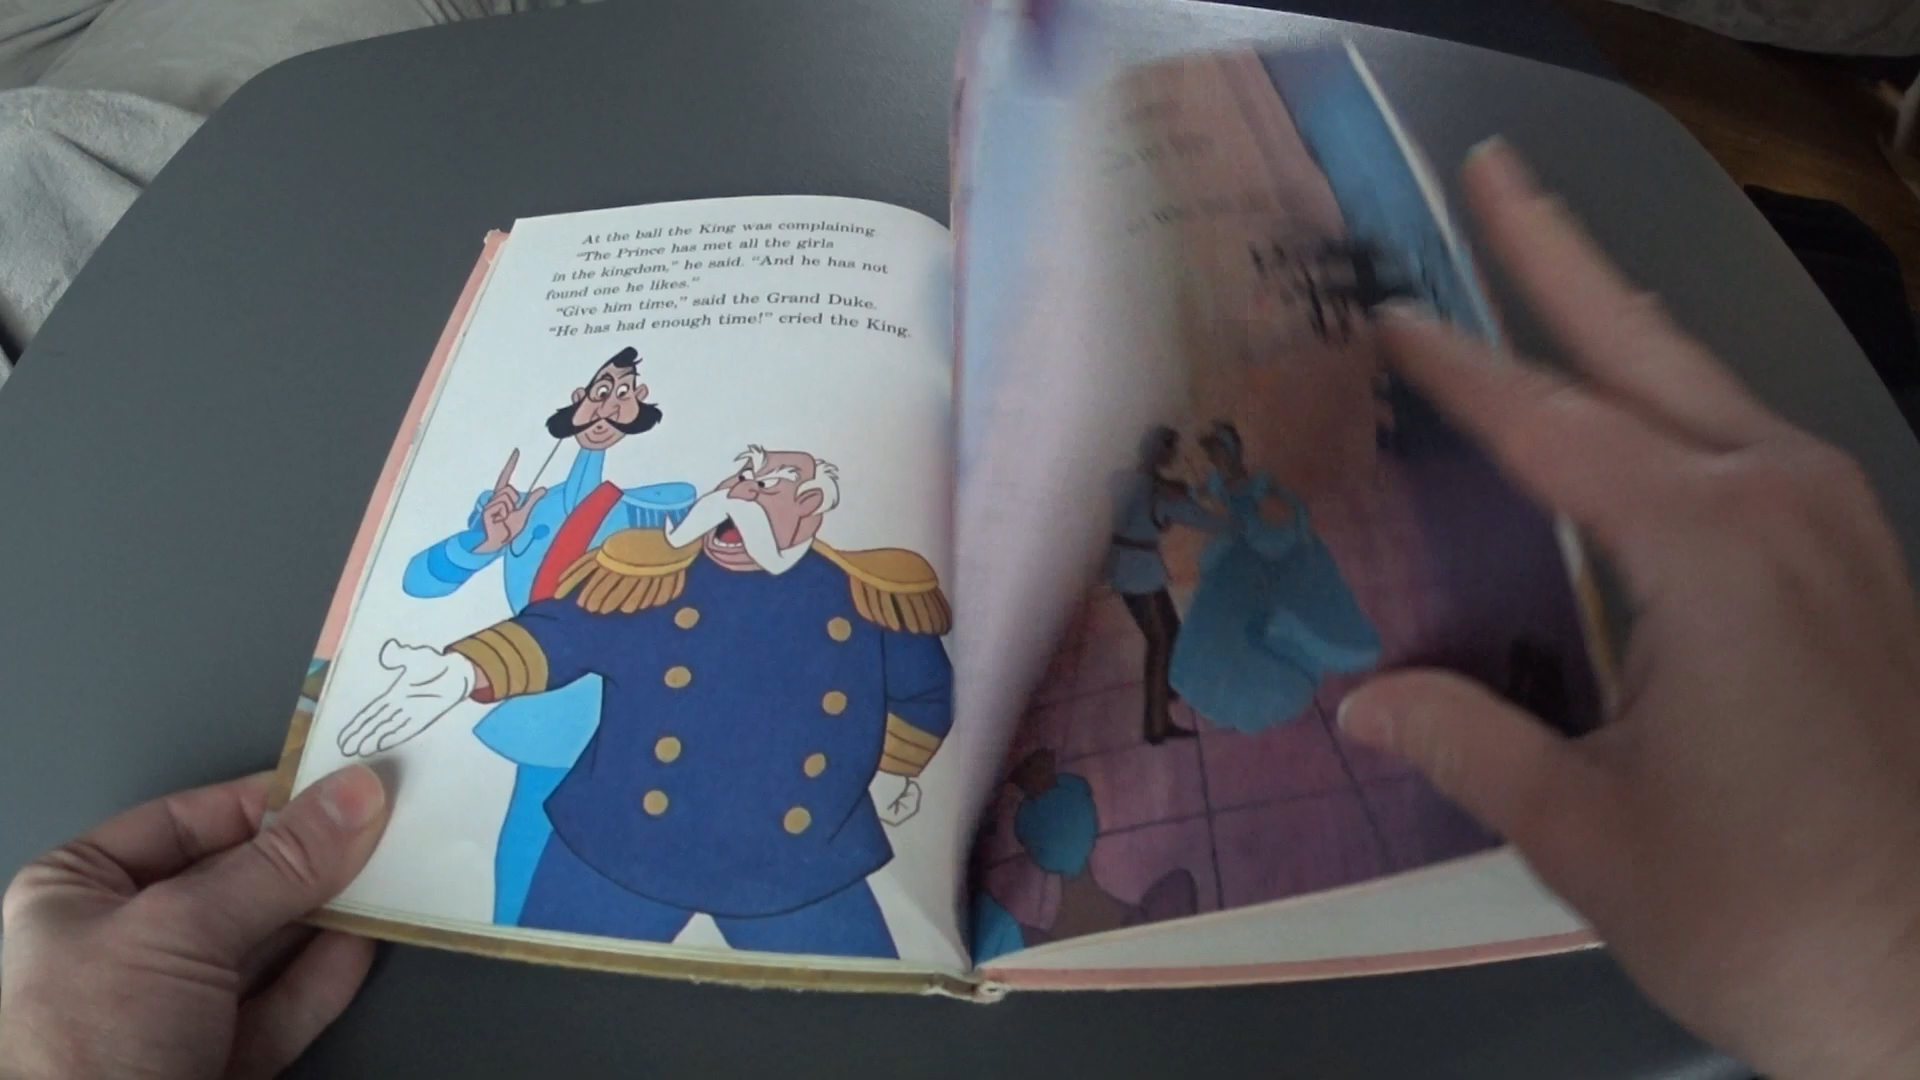 At the ball the King was complaining.
"The Prince has met all the girls
in the kingdom," he said. "And he has not
found one he likes."
"Give him time," said the Grand Duke.
"He has had enough time!" cried the King.